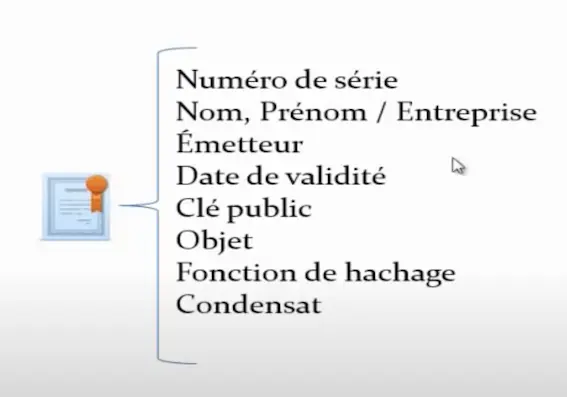 Numéro de série
Nom, Prénom / Entreprise
Émetteur
Date de validité
Clé public
Objet
Fonction de hachage
Condensat